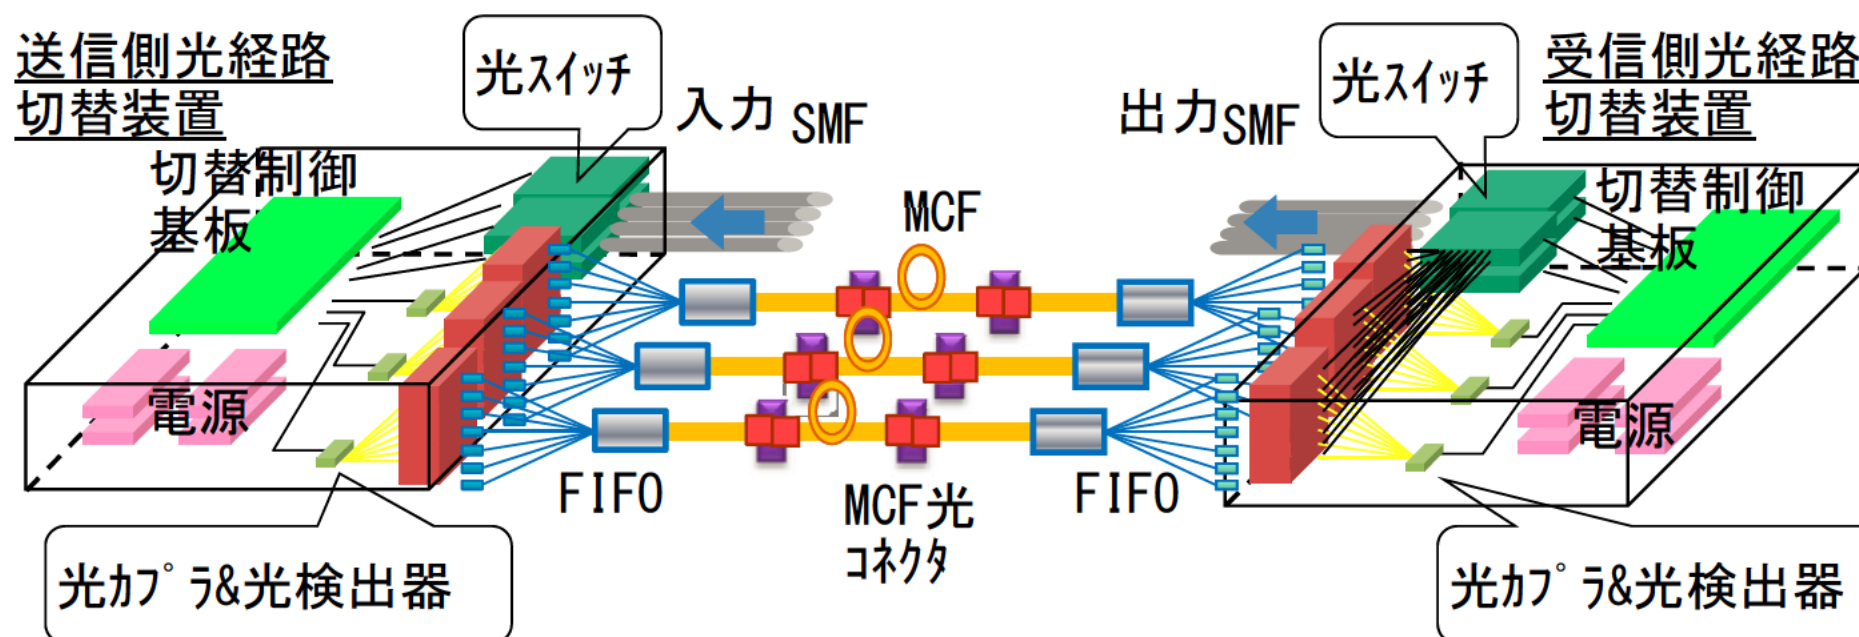 送信側光経路
切替装置
光スイッチ
入力 SMF
出力 SMF
光スイッチ
受信側光経路
切替装置
切替制御
基板
MCF
切替制御
基板
電源
電源
FIFO
MCF光
コネクタ
FIFO
光カプラ&光検出器
光カプラ&光検出器